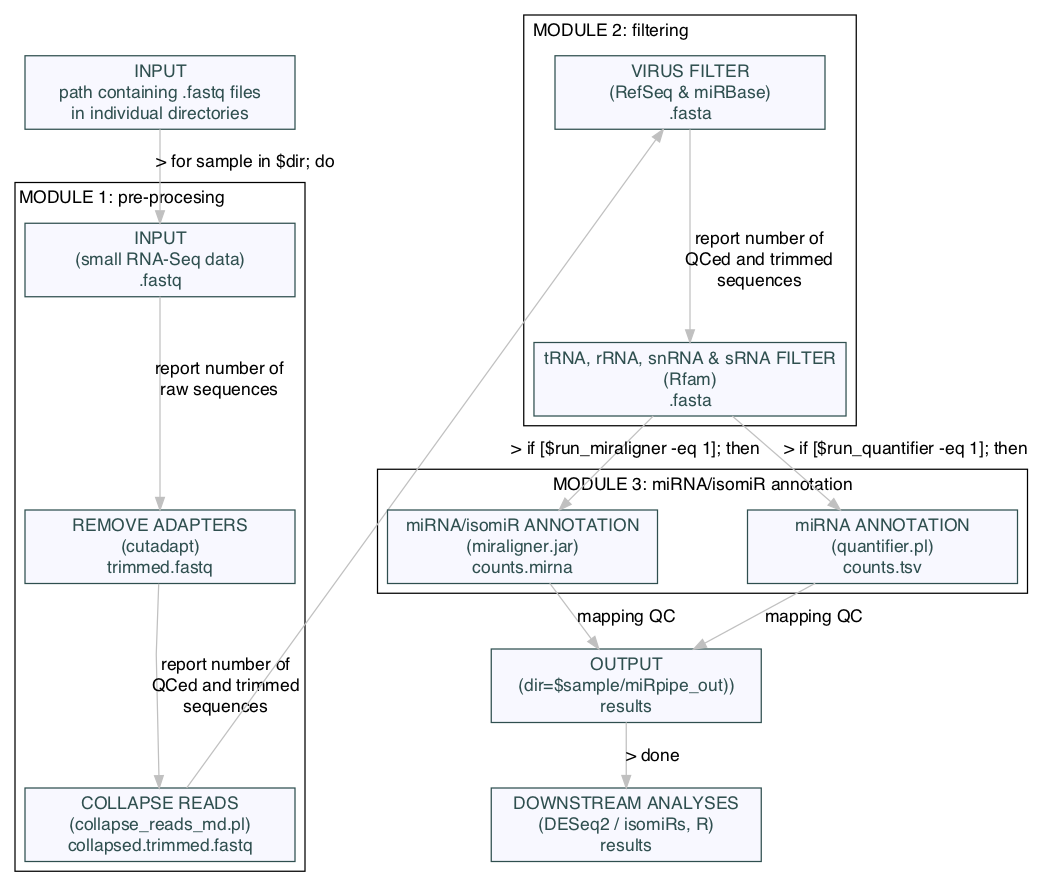 INPUT
path containing .fastq files
in individual directories
> for sample in $dir; do
MODULE 1: pre-procesing
INPUT
(small RNA-Seq data)
.fastq
report number of
raw sequences
REMOVE ADAPTERS
(cutadapt)
trimmed.fastq
report number of
QCed and trimmed
sequences
COLLAPSE READS
(collapse_reads_md.pl)
collapsed.trimmed.fastq
MODULE 2: filtering
VIRUS FILTER
(RefSeq & miRBase)
.fasta
report number of
QCed and trimmed
sequences
tRNA, rRNA, snRNA & sRNA FILTER
(Rfam)
.fasta
> if [$run_miraligner -eq 1]; then
> if [$run_quantifier -eq 1]; then
MODULE 3: miRNA/isomiR annotation
miRNA/isomiR ANNOTATION
(miraligner.jar)
counts.mirna
miRNA ANNOTATION
(quantifier.pl)
counts.tsv
mapping QC
mapping QC
OUTPUT
(dir=$sample/miRpipe_out))
results
> done
DOWNSTREAM ANALYSES
(DESeq2 / isomiRs, R)
results